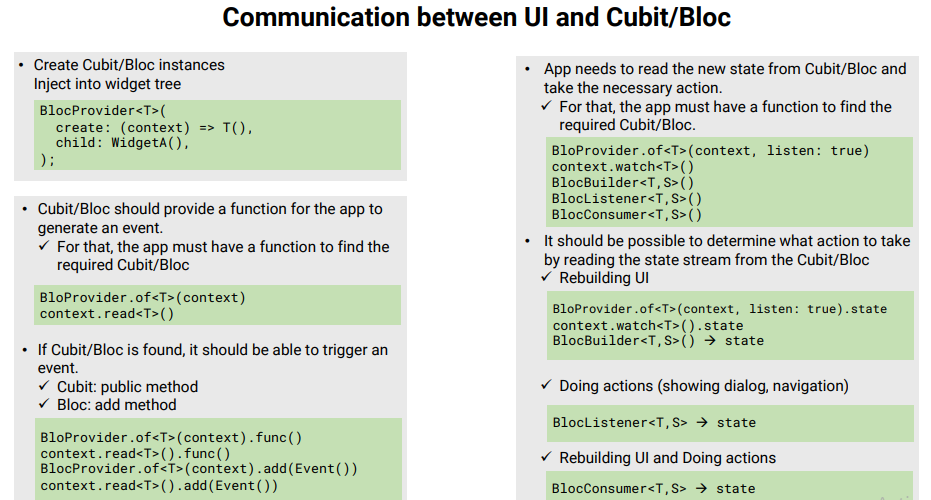 Communication between UI and Cubit/Bloc
• Create Cubit/Bloc instances
Inject into widget tree
BlocProvider<T>(
  create: (context) => T(),
  child: WidgetA(),
);
• Cubit/Bloc should provide a function for the app to
generate an event.
✓ For that, the app must have a function to find the
required Cubit/Bloc
BloProvider.of<T>(context)
context.read<T>()
• If Cubit/Bloc is found, it should be able to trigger an
event.
✓ Cubit: public method
✓ Bloc: add method
BloProvider.of<T>(context).func()
context.read<T>().func()
BlocProvider.of<T>(context).add(Event())
context.read<T>().add(Event())
• App needs to read the new state from Cubit/Bloc and
take the necessary action.
✓ For that, the app must have a function to find the
required Cubit/Bloc.
BloProvider.of<T>(context, listen: true)
context.watch<T>()
BlocBuilder<T,S>()
BlocListener<T,S>()
BlocConsumer<T,S>()
• It should be possible to determine what action to take
by reading the state stream from the Cubit/Bloc
✓ Rebuilding UI
BloProvider.of<T>(context, listen: true).state
context.watch<T>().state
BlocBuilder<T,S>() → state
✓ Doing actions (showing dialog, navigation)
BlocListener<T,S> → state
✓ Rebuilding UI and Doing actions
BlocConsumer<T,S> → state